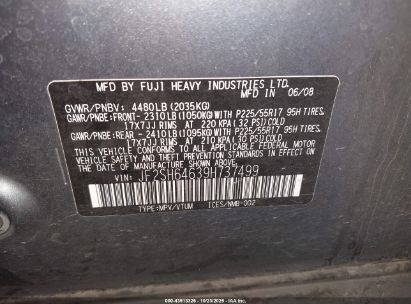 MFD BY FUJI HEAVY INDUSTRIES LTD.
MFD IN 06/08
GVWR/PNBV: 4480LB(2035KG)
GAWR/PNBE:FRONT- 2310LB(1050KG)WITH P225/55R17 95H TIRES,
17X7JJ RIMS AT 220 KPA(32 PSI)COLD
GAWR/PNBE:REAR - 2410LB(1095KG)WITH P225/55R17 95H TIRES,
17X7JJ RIMS AT 210 KPA(30 PSI)COLD
THIS VEHICLE CONFORMS TO ALL APPLICABLE FEDERAL MOTOR
VEHICLE SAFETY STANDARDS IN EFFECT ON THE
DATE OF MANUFACTURE SHOWN ABOVE.
VIN: JF2SH64639H737499
TYPE:MPV/VTUM ICES/NMB-002